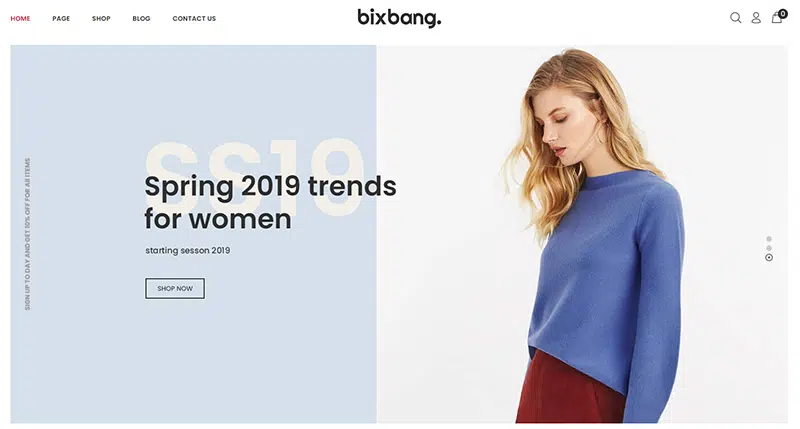 HOME PAGE SHOP BLOG CONTACT US
bixbang.
0
SS19
Spring 2019 trends
for women
starting sesson 2019
SHOP NOW
SIGN UP TO DAY AND GET 10% OFF FOR All ITEMS